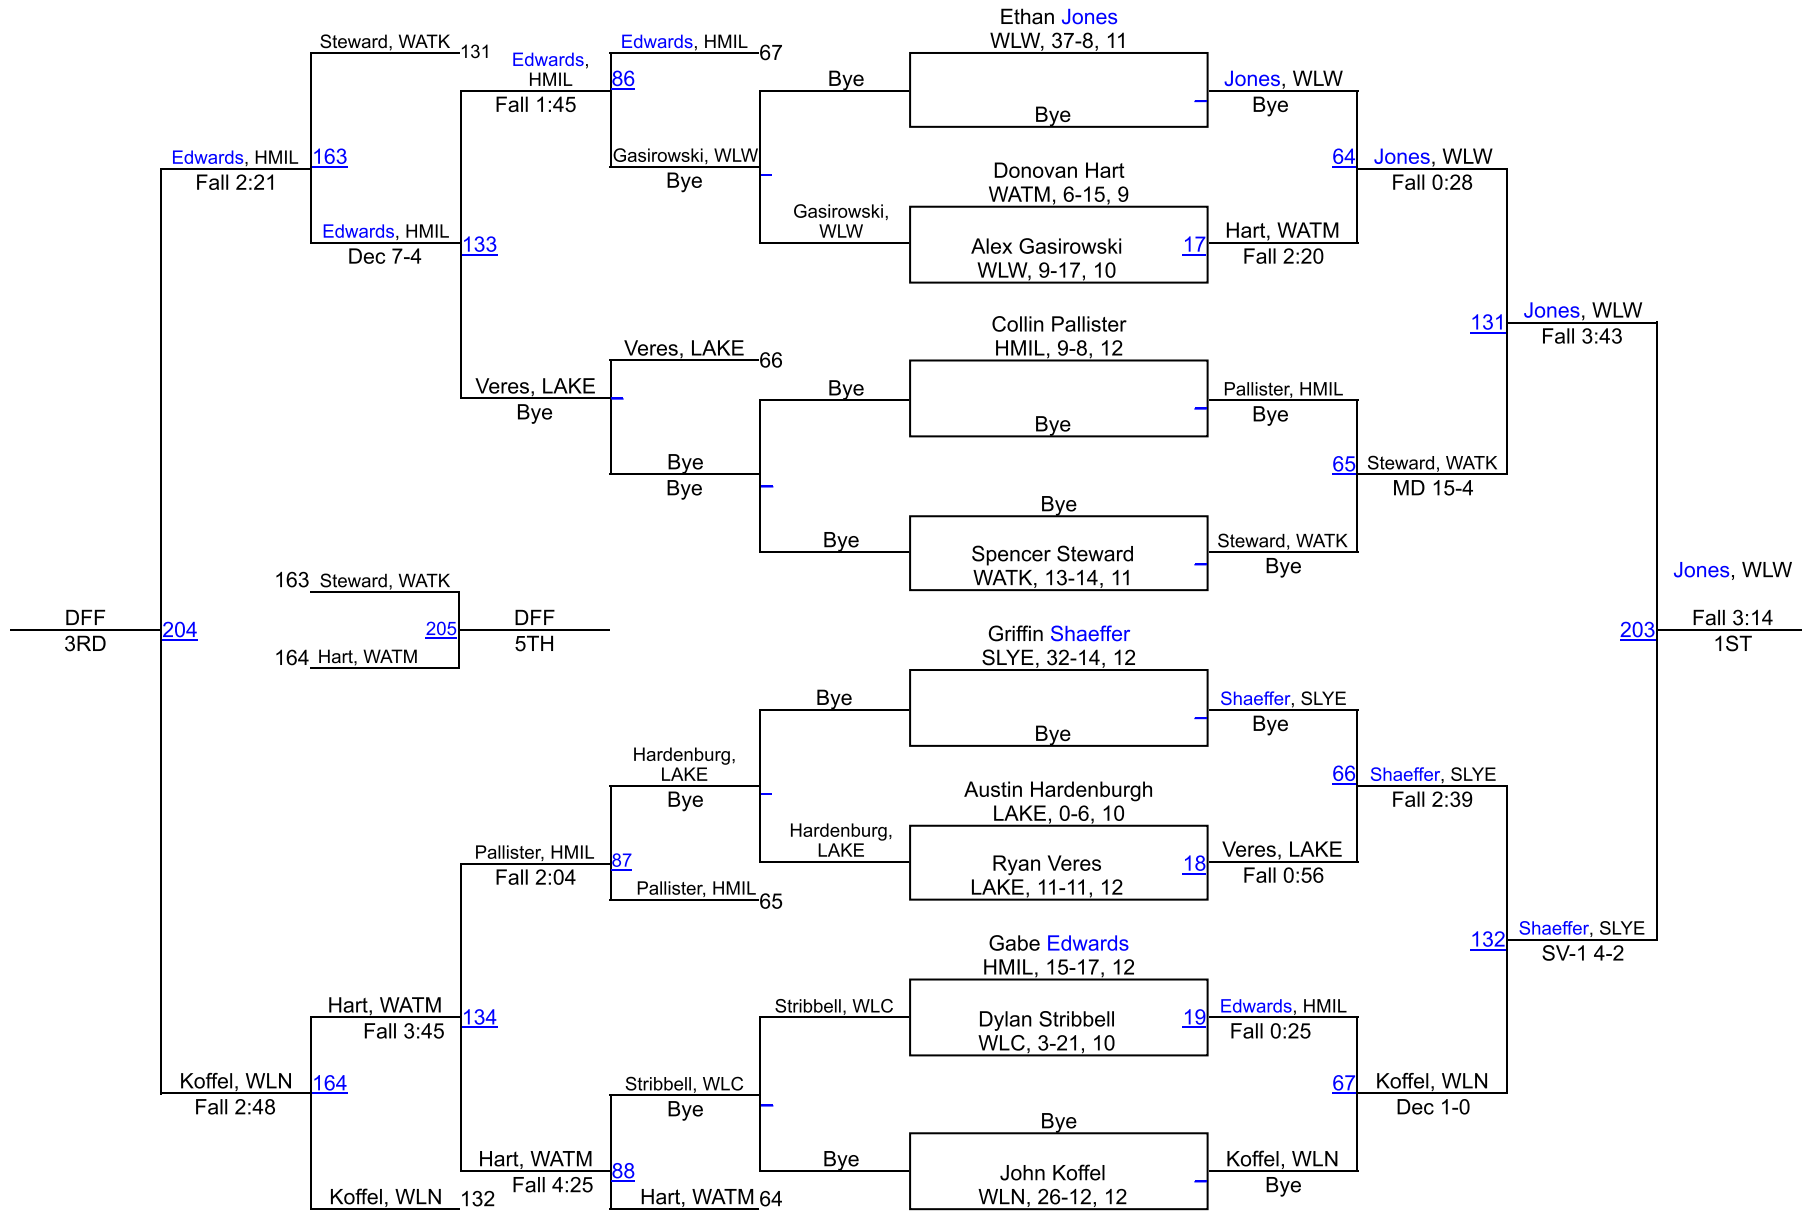 Ethan Jones
WLW, 37-8, 11
Steward, WATK
131
Edwards, HMIL
67
Edwards,
HMIL
86
Fall 1:45
Bye
Jones, WLW
Bye
Bye
Edwards, HMIL
163
Fall 2:21
Gasirowski, WLW
Bye
Donovan Hart
WATM, 6-15, 9
64
Jones, WLW
Fall 0:28
Gasirowski,
WLW
Edwards, HMIL
133
Dec 7-4
Alex Gasirowski
WLW, 9-17, 10
17
Hart, WATM
Fall 2:20
Collin Pallister
HMIL, 9-8, 12
131
Jones, WLW
Fall 3:43
Veres, LAKE
66
Veres, LAKE
Bye
Bye
Pallister, HMIL
Bye
Bye
Bye
Bye
65
Steward, WATK
MD 15-4
Bye
Bye
Spencer Steward
WATK, 13-14, 11
Steward, WATK
Bye
163
Steward, WATK
Jones, WLW
DFF
3RD
204
205
DFF
5TH
164
Hart, WATM
Griffin Shaeffer
SLYE, 32-14, 12
203
Fall 3:14
1ST
Bye
Shaeffer, SLYE
Bye
Bye
Hardenburg,
LAKE
Bye
Austin Hardenburgh
LAKE, 0-6, 10
66
Shaeffer, SLYE
Fall 2:39
Hardenburg,
LAKE
Pallister, HMIL
87
Fall 2:04
Pallister, HMIL
65
Ryan Veres
LAKE, 11-11, 12
18
Veres, LAKE
Fall 0:56
Gabe Edwards
HMIL, 15-17, 12
132
Shaeffer, SLYE
SV-1 4-2
Hart, WATM
134
Fall 3:45
Stribbell, WLC
Dylan Stribbell
WLC, 3-21, 10
19
Edwards, HMIL
Fall 0:25
Koffel, WLN
164
Fall 2:48
Stribbell, WLC
Bye
Bye
67
Koffel, WLN
Dec 1-0
Hart, WATM
88
Fall 4:25
Bye
John Koffel
WLN, 26-12, 12
Koffel, WLN
Bye
Koffel, WLN
132
Hart, WATM
64